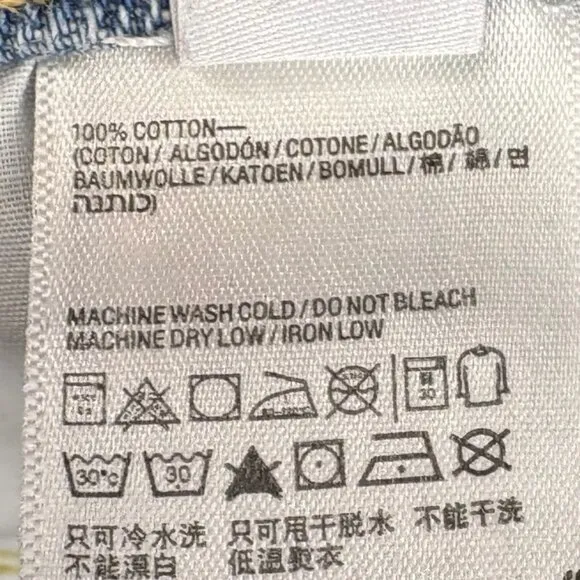 100% COTTON—
(COTON / ALGODÓN / COTONE / ALGODÃO
BAUMWOLLE / KATOEN / BOMULL / 棉 / 綿 / 면
כותנה)
MACHINE WASH COLD / DO NOT BLEACH
MACHINE DRY LOW / IRON LOW
30
30°c 30
只可冷水洗 只可用干脱水 不能干洗
不能漂白 低温熨衣